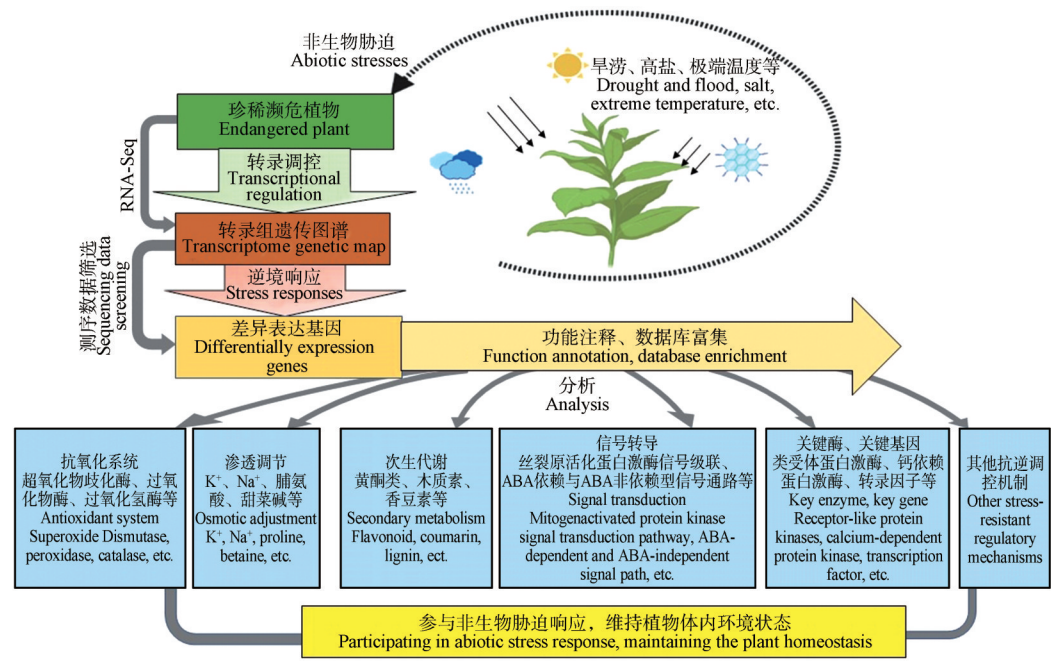 非生物胁迫
Abiotic stresses
旱涝、高盐、极端温度等
Drought and flood, salt,
extreme temperature, etc.
珍稀濒危植物
Endangered plant
RNA-Seq
转录调控
Transcriptional
regulation
转录组遗传图谱
Transcriptome genetic map
测序数据筛选
Sequencing data
screening
逆境响应
Stress responses
差异表达基因
Differentially expression
genes
功能注释、数据库富集
Function annotation, database enrichment
分析
Analysis
抗氧化系统
超氧化物歧化酶、过氧
化物酶、过氧化氢酶等
Antioxidant system
Superoxide Dismutase,
peroxidase, catalase, etc.
渗透调节
K⁺、Na⁺、脯氨
酸、甜菜碱等
Osmotic adjustment
K⁺, Na⁺, proline,
betaine, etc.
次生代谢
黄酮类、木质素、
香豆素等
Secondary metabolism
Flavonoid, coumarin,
lignin, ect.
信号转导
丝裂原活化蛋白激酶信号级联、
ABA依赖与ABA非依赖型信号通路等
Signal transduction
Mitogenactivated protein kinase
signal transduction pathway, ABA-
dependent and ABA-independent
signal path, etc.
关键酶、关键基因
类受体蛋白激酶、钙依赖
蛋白激酶、转录因子等
Key enzyme, key gene
Receptor-like protein
kinases, calcium-dependent
protein kinase, transcription
factor, etc.
其他抗逆调
控机制
Other stress-
resistant
regulatory
mechanisms
参与非生物胁迫响应，维持植物体内环境状态
Participating in abiotic stress response, maintaining the plant homeostasis